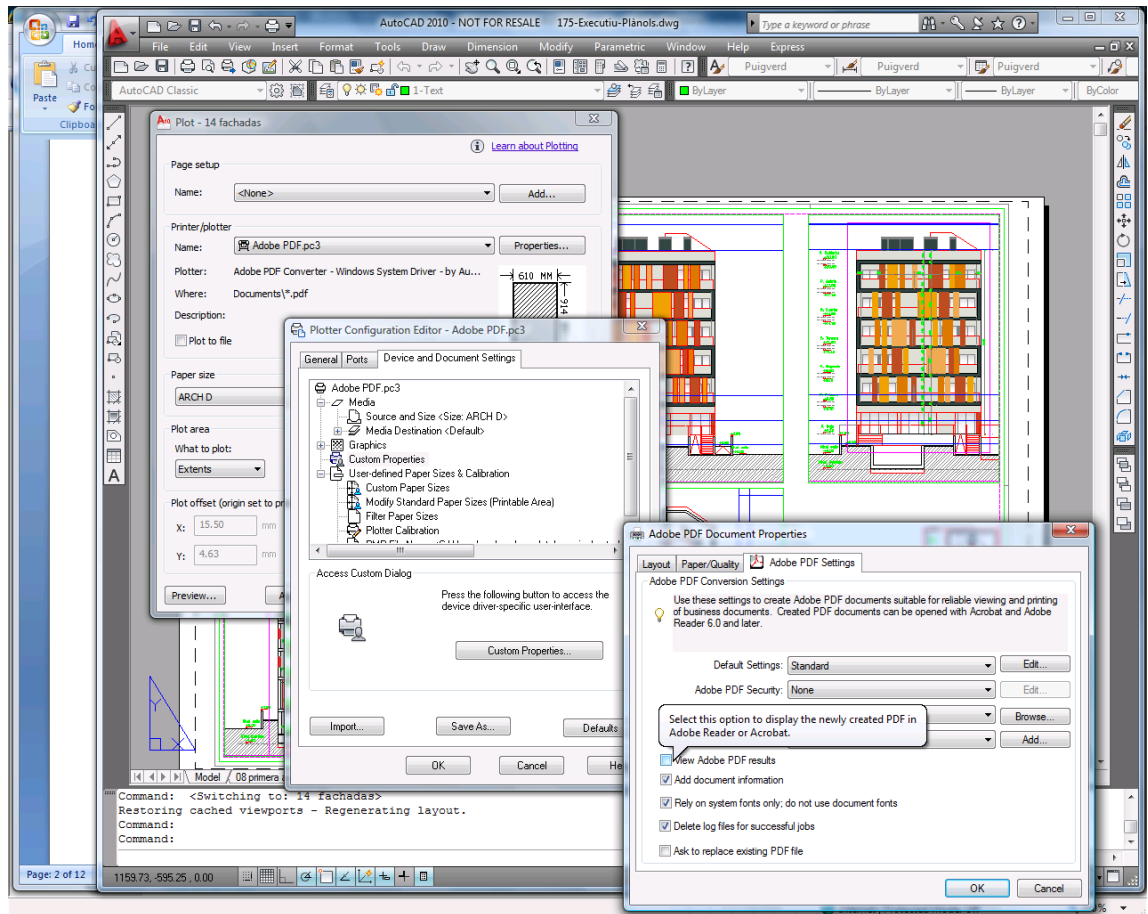 AutoCAD 2010 - NOT FOR RESALE 175-Executiu-Plànols.dwg
Type a keyword or phrase
File Edit View Insert Format Tools Draw Dimension Modify Parametric Window Help Express
Paste
Clipboa
Puigverd Puigverd Puigverd
AutoCAD Classic 1-Text ByLayer ByLayer ByLayer ByColor
Plot - 14 fachadas
Learn about Plotting
Page setup
Name: <None> Add...
Printer/plotter
Name: Adobe PDF.pc3 Properties...
Plotter: Adobe PDF Converter - Windows System Driver - by Au...
610 MM
914
Where: Documents\*.pdf
Description:
Plot to file
Paper size
ARCH D
Plot area
What to plot:
Extents
Plot offset (origin set to pr
X: 15.50 mm
Y: 4.63 mm
Preview...
Plotter Configuration Editor - Adobe PDF.pc3
General Ports Device and Document Settings
Adobe PDF.pc3
Media
Source and Size <Size: ARCH D>
Media Destination <Default>
Graphics
Custom Properties
User-defined Paper Sizes & Calibration
Custom Paper Sizes
Modify Standard Paper Sizes (Printable Area)
Filter Paper Sizes
Plotter Calibration
Access Custom Dialog
Press the following button to access the
device driver-specific user-interface.
Custom Properties...
Import... Save As... Defaults
OK Cancel He
Adobe PDF Document Properties
Layout Paper/Quality Adobe PDF Settings
Adobe PDF Conversion Settings
Use these settings to create Adobe PDF documents suitable for reliable viewing and printing
of business documents. Created PDF documents can be opened with Acrobat and Adobe
Reader 6.0 and later.
Default Settings: Standard Edit...
Adobe PDF Security: None Edit...
Browse...
Add...
Select this option to display the newly created PDF in
Adobe Reader or Acrobat.
View Adobe PDF results
Add document information
Rely on system fonts only; do not use document fonts
Delete log files for successful jobs
Ask to replace existing PDF file
OK Cancel
Y
X
Model 08 primera
Command: <Switching to: 14 fachadas>
Restoring cached viewports - Regenerating layout.
Command:
Command:
Page: 2 of 12
1159.73, -595.25, 0.00